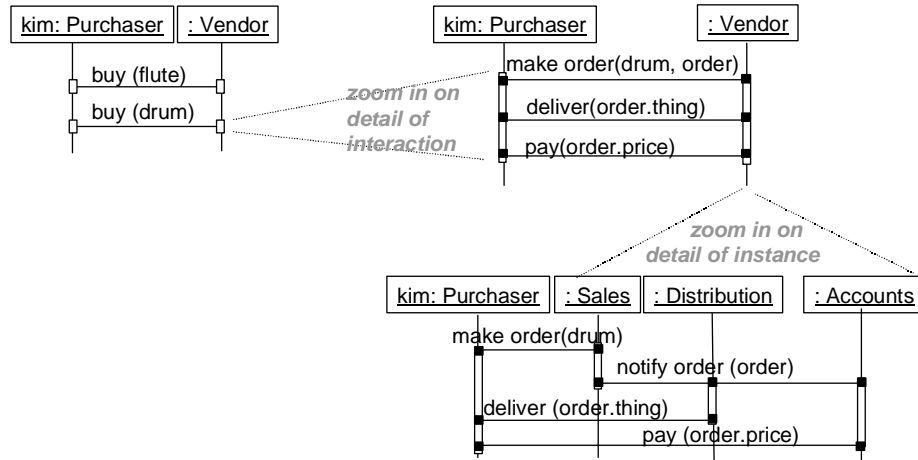 kim: Purchaser
: Vendor
buy (flute)
buy (drum)
zoom in on
detail of
interaction
kim: Purchaser
: Vendor
make order(drum, order)
deliver(order.thing)
pay(order.price)
zoom in on
detail of instance
kim: Purchaser
: Sales
: Distribution
: Accounts
make order(drum)
notify order (order)
deliver (order.thing)
pay (order.price)